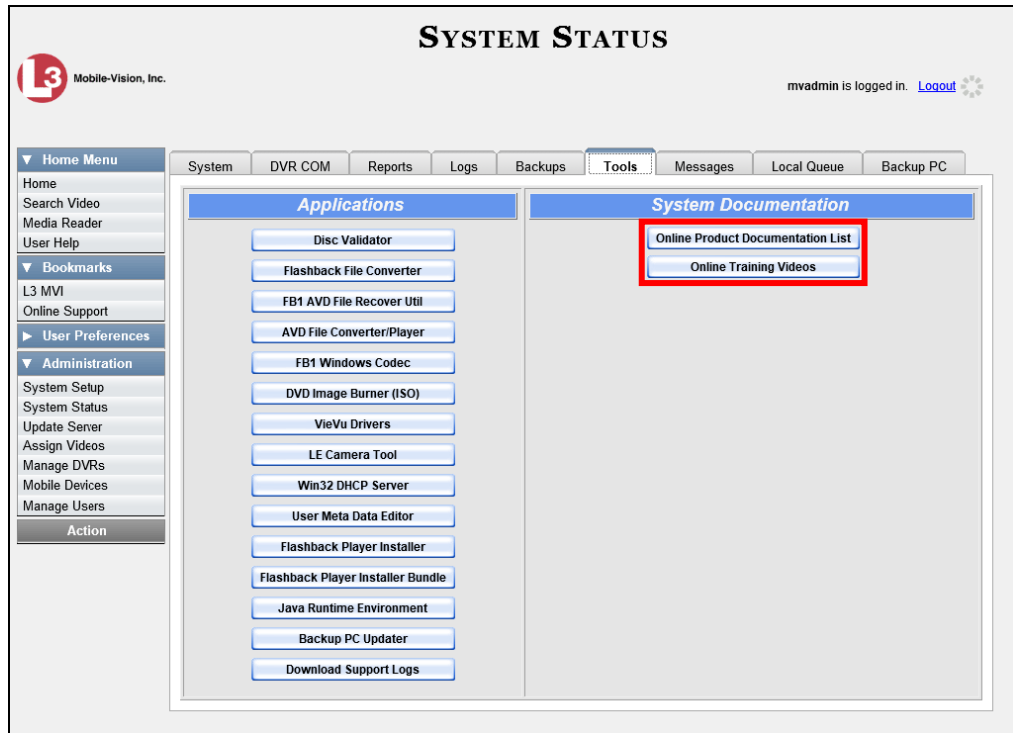 SYSTEM STATUS
L3 Mobile-Vision, Inc.
mvadmin is logged in. Logout
▼ Home Menu
Home
Search Video
Media Reader
User Help
▼ Bookmarks
L3 MVI
Online Support
► User Preferences
▼ Administration
System Setup
System Status
Update Server
Assign Videos
Manage DVRs
Mobile Devices
Manage Users
Action
System DVR COM Reports Logs Backups Tools Messages Local Queue Backup PC
Applications
Disc Validator
Flashback File Converter
FB1 AVD File Recover Util
AVD File Converter/Player
FB1 Windows Codec
DVD Image Burner (ISO)
VieVu Drivers
LE Camera Tool
Win32 DHCP Server
User Meta Data Editor
Flashback Player Installer
Flashback Player Installer Bundle
Java Runtime Environment
Backup PC Updater
Download Support Logs
System Documentation
Online Product Documentation List
Online Training Videos